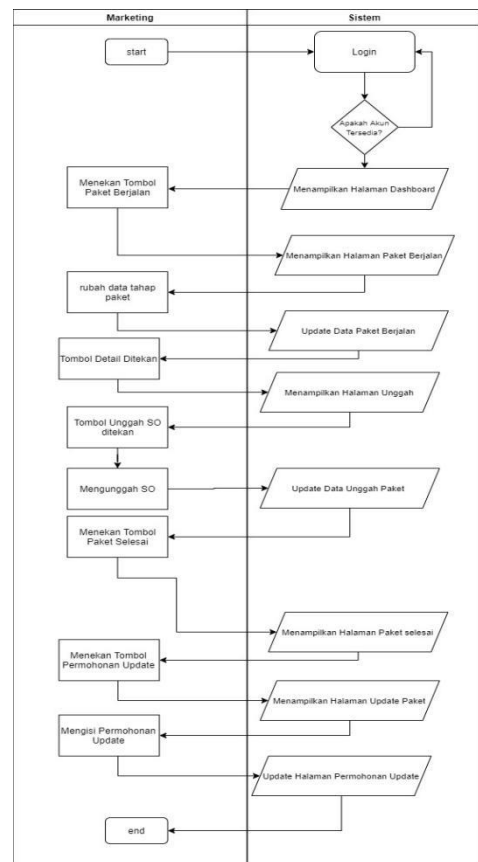 Marketing
Sistem
start
Login
Apakah Akun
Tersedia?
Menekan Tombol
Paket Berjalan
Menampilkan Halaman Dashboard
Menampilkan Halaman Paket Berjalan
rubah data tahap
paket
Update Data Paket Berjalan
Tombol Detail Ditekan
Menampilkan Halaman Unggah
Tombol Unggah SO
ditekan
Mengunggah SO
Update Data Unggah Paket
Menekan Tombol
Paket Selesai
Menampilkan Halaman Paket selesai
Menekan Tombol
Permohonan Update
Menampilkan Halaman Update Paket
Mengisi Permohonan
Update
Update Halaman Permohonan Update
end